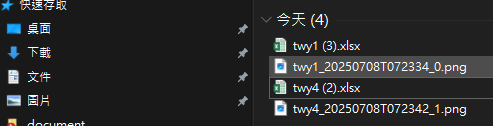 快速存取
桌面
下載
文件
圖片
document
今天 (4)
twy1 (3).xlsx
twy1_20250708T072334_0.png
twy4 (2).xlsx
twy4_20250708T072342_1.png